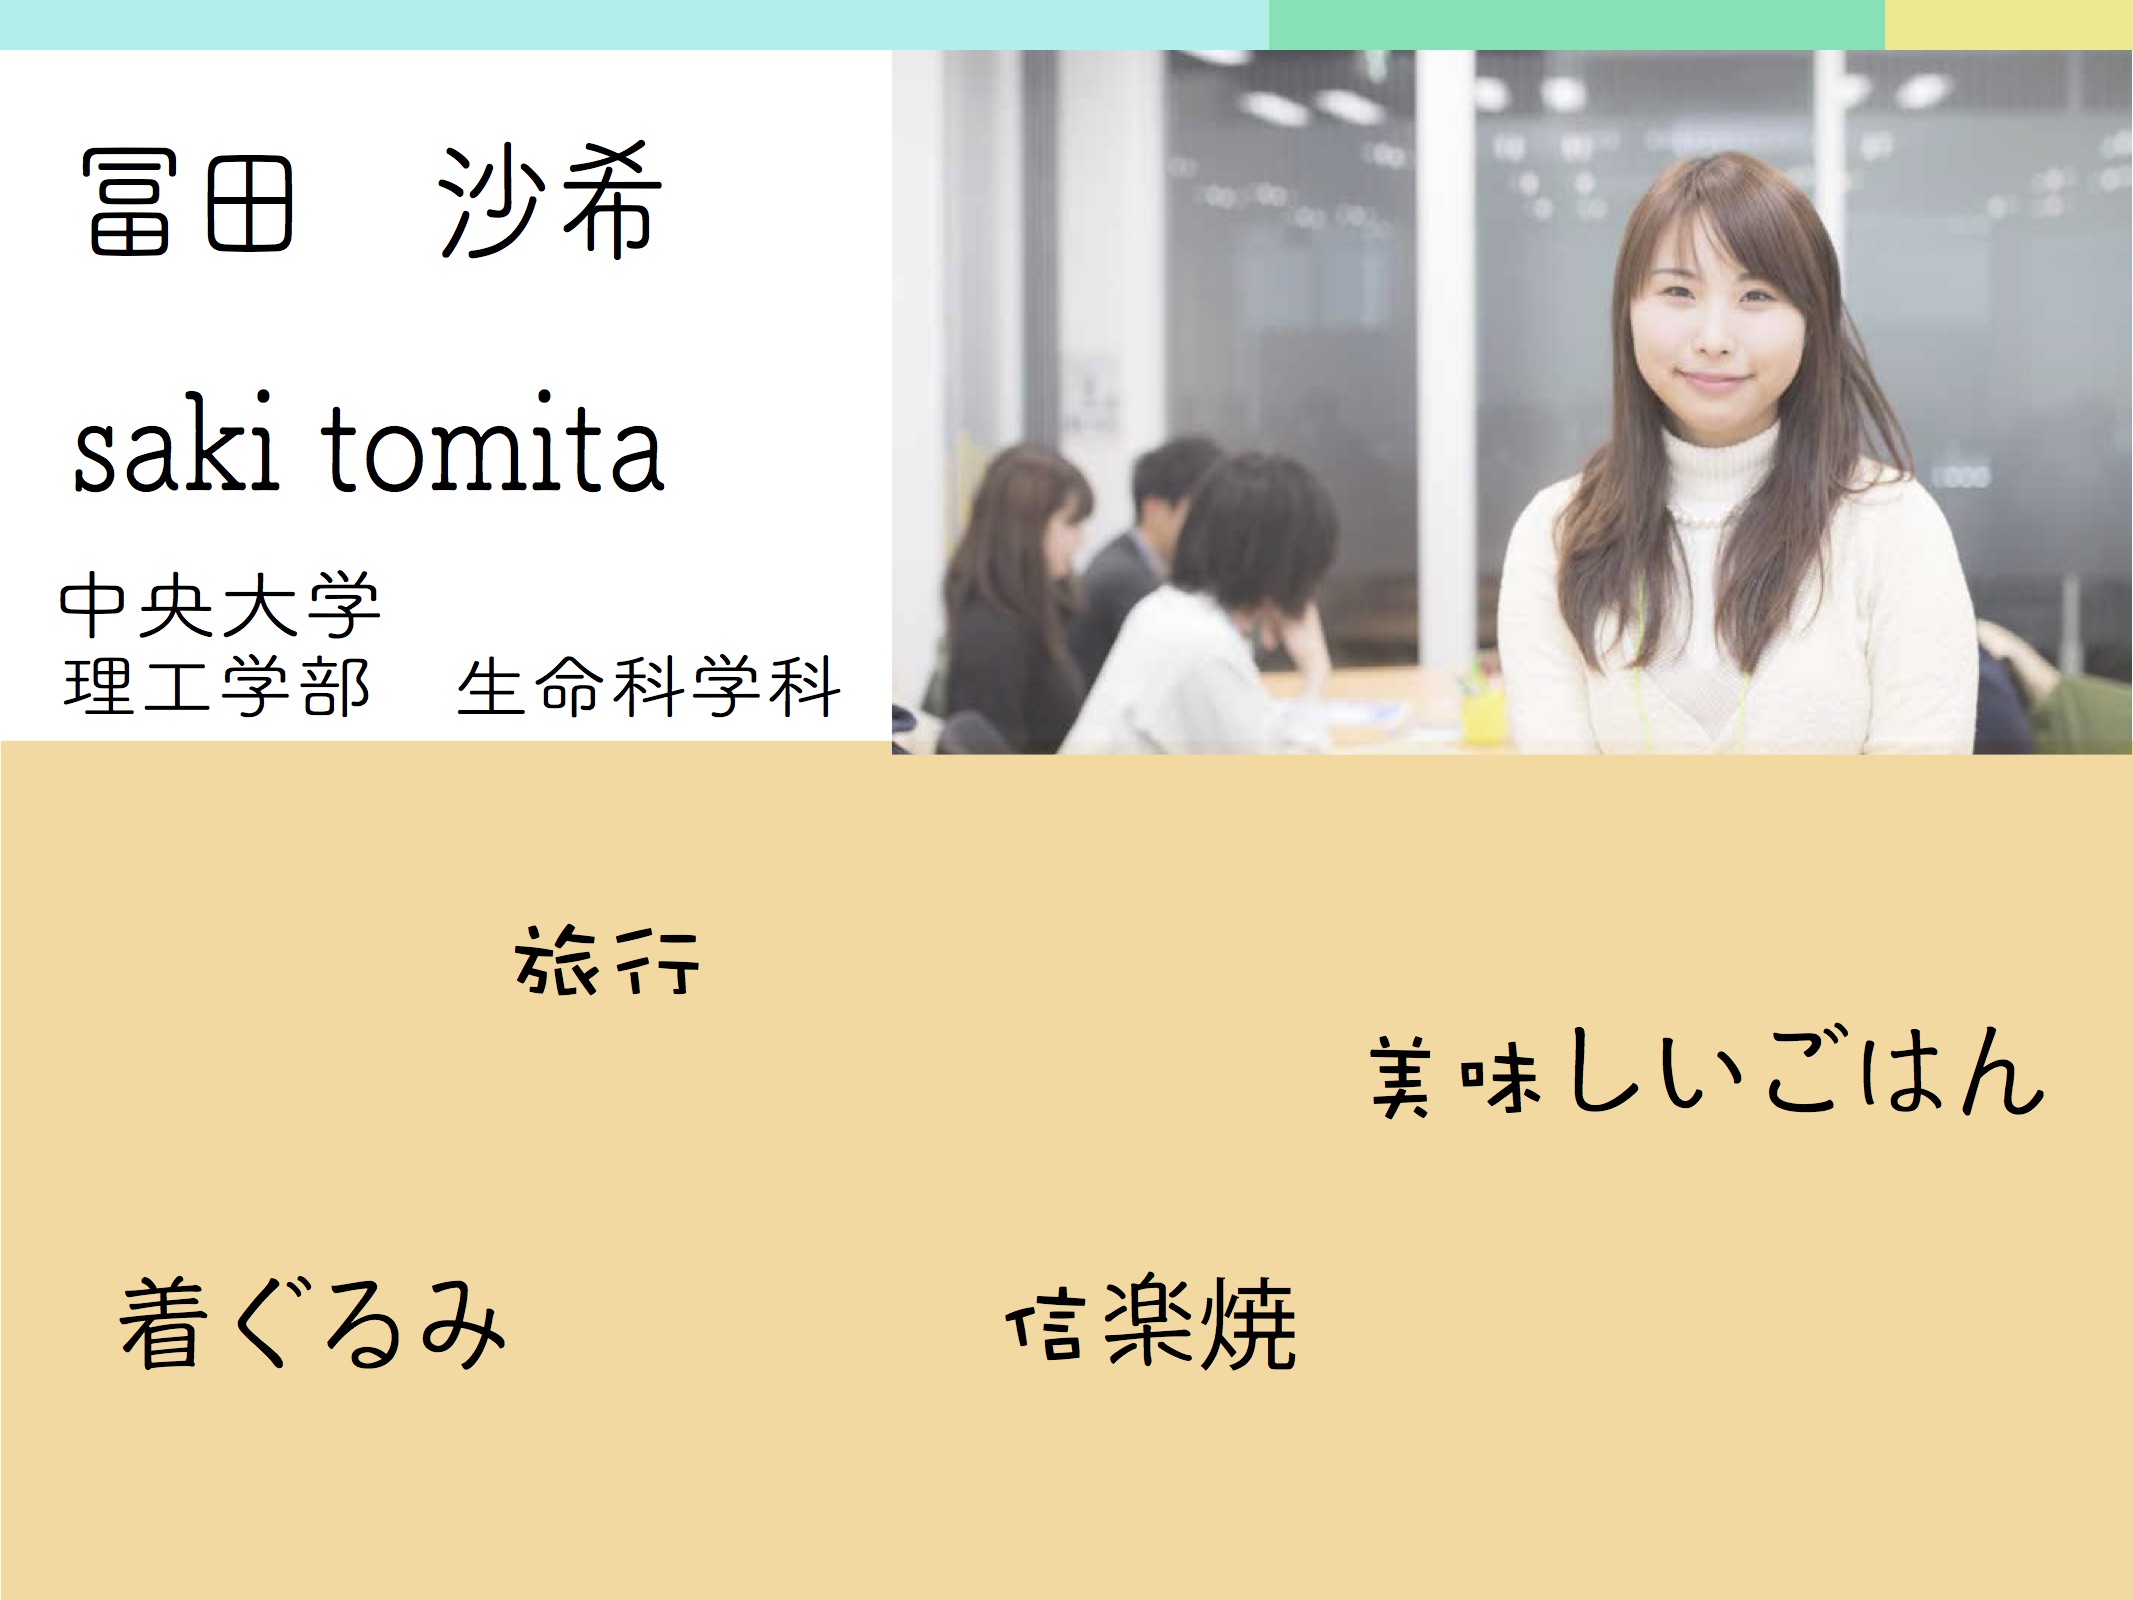 冨田　沙希
saki tomita
中央大学
理工学部　生命科学科
旅行
美味しいごはん
着ぐるみ
信楽焼